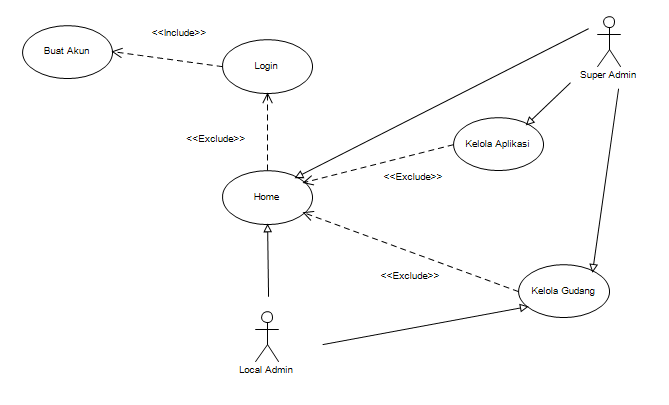 <<Include>>
Buat Akun
Login
Super Admin
<<Exclude>>
Kelola Aplikasi
<<Exclude>>
Home
<<Exclude>>
Kelola Gudang
Local Admin